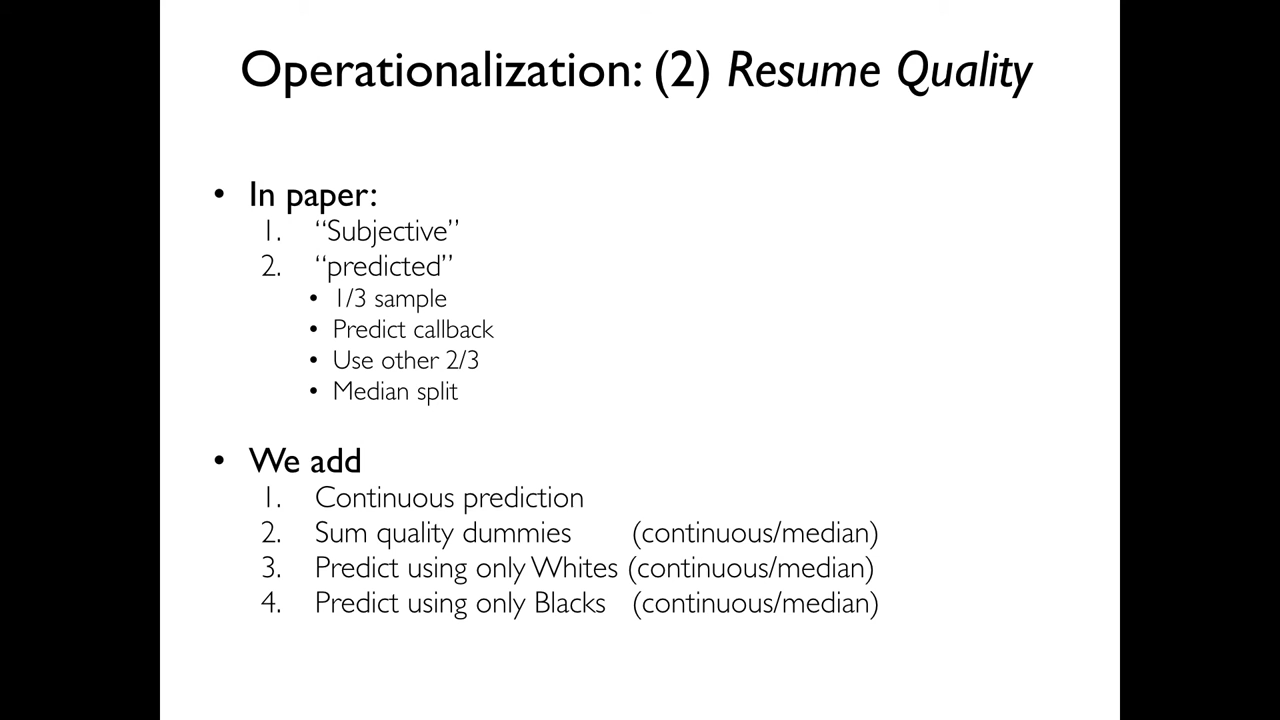 Operationalization: (2) Resume Quality
• In paper:
1. “Subjective”
2. “predicted”
• 1/3 sample
• Predict callback
• Use other 2/3
• Median split
• We add
1. Continuous prediction
2. Sum quality dummies (continuous/median)
3. Predict using only Whites (continuous/median)
4. Predict using only Blacks (continuous/median)